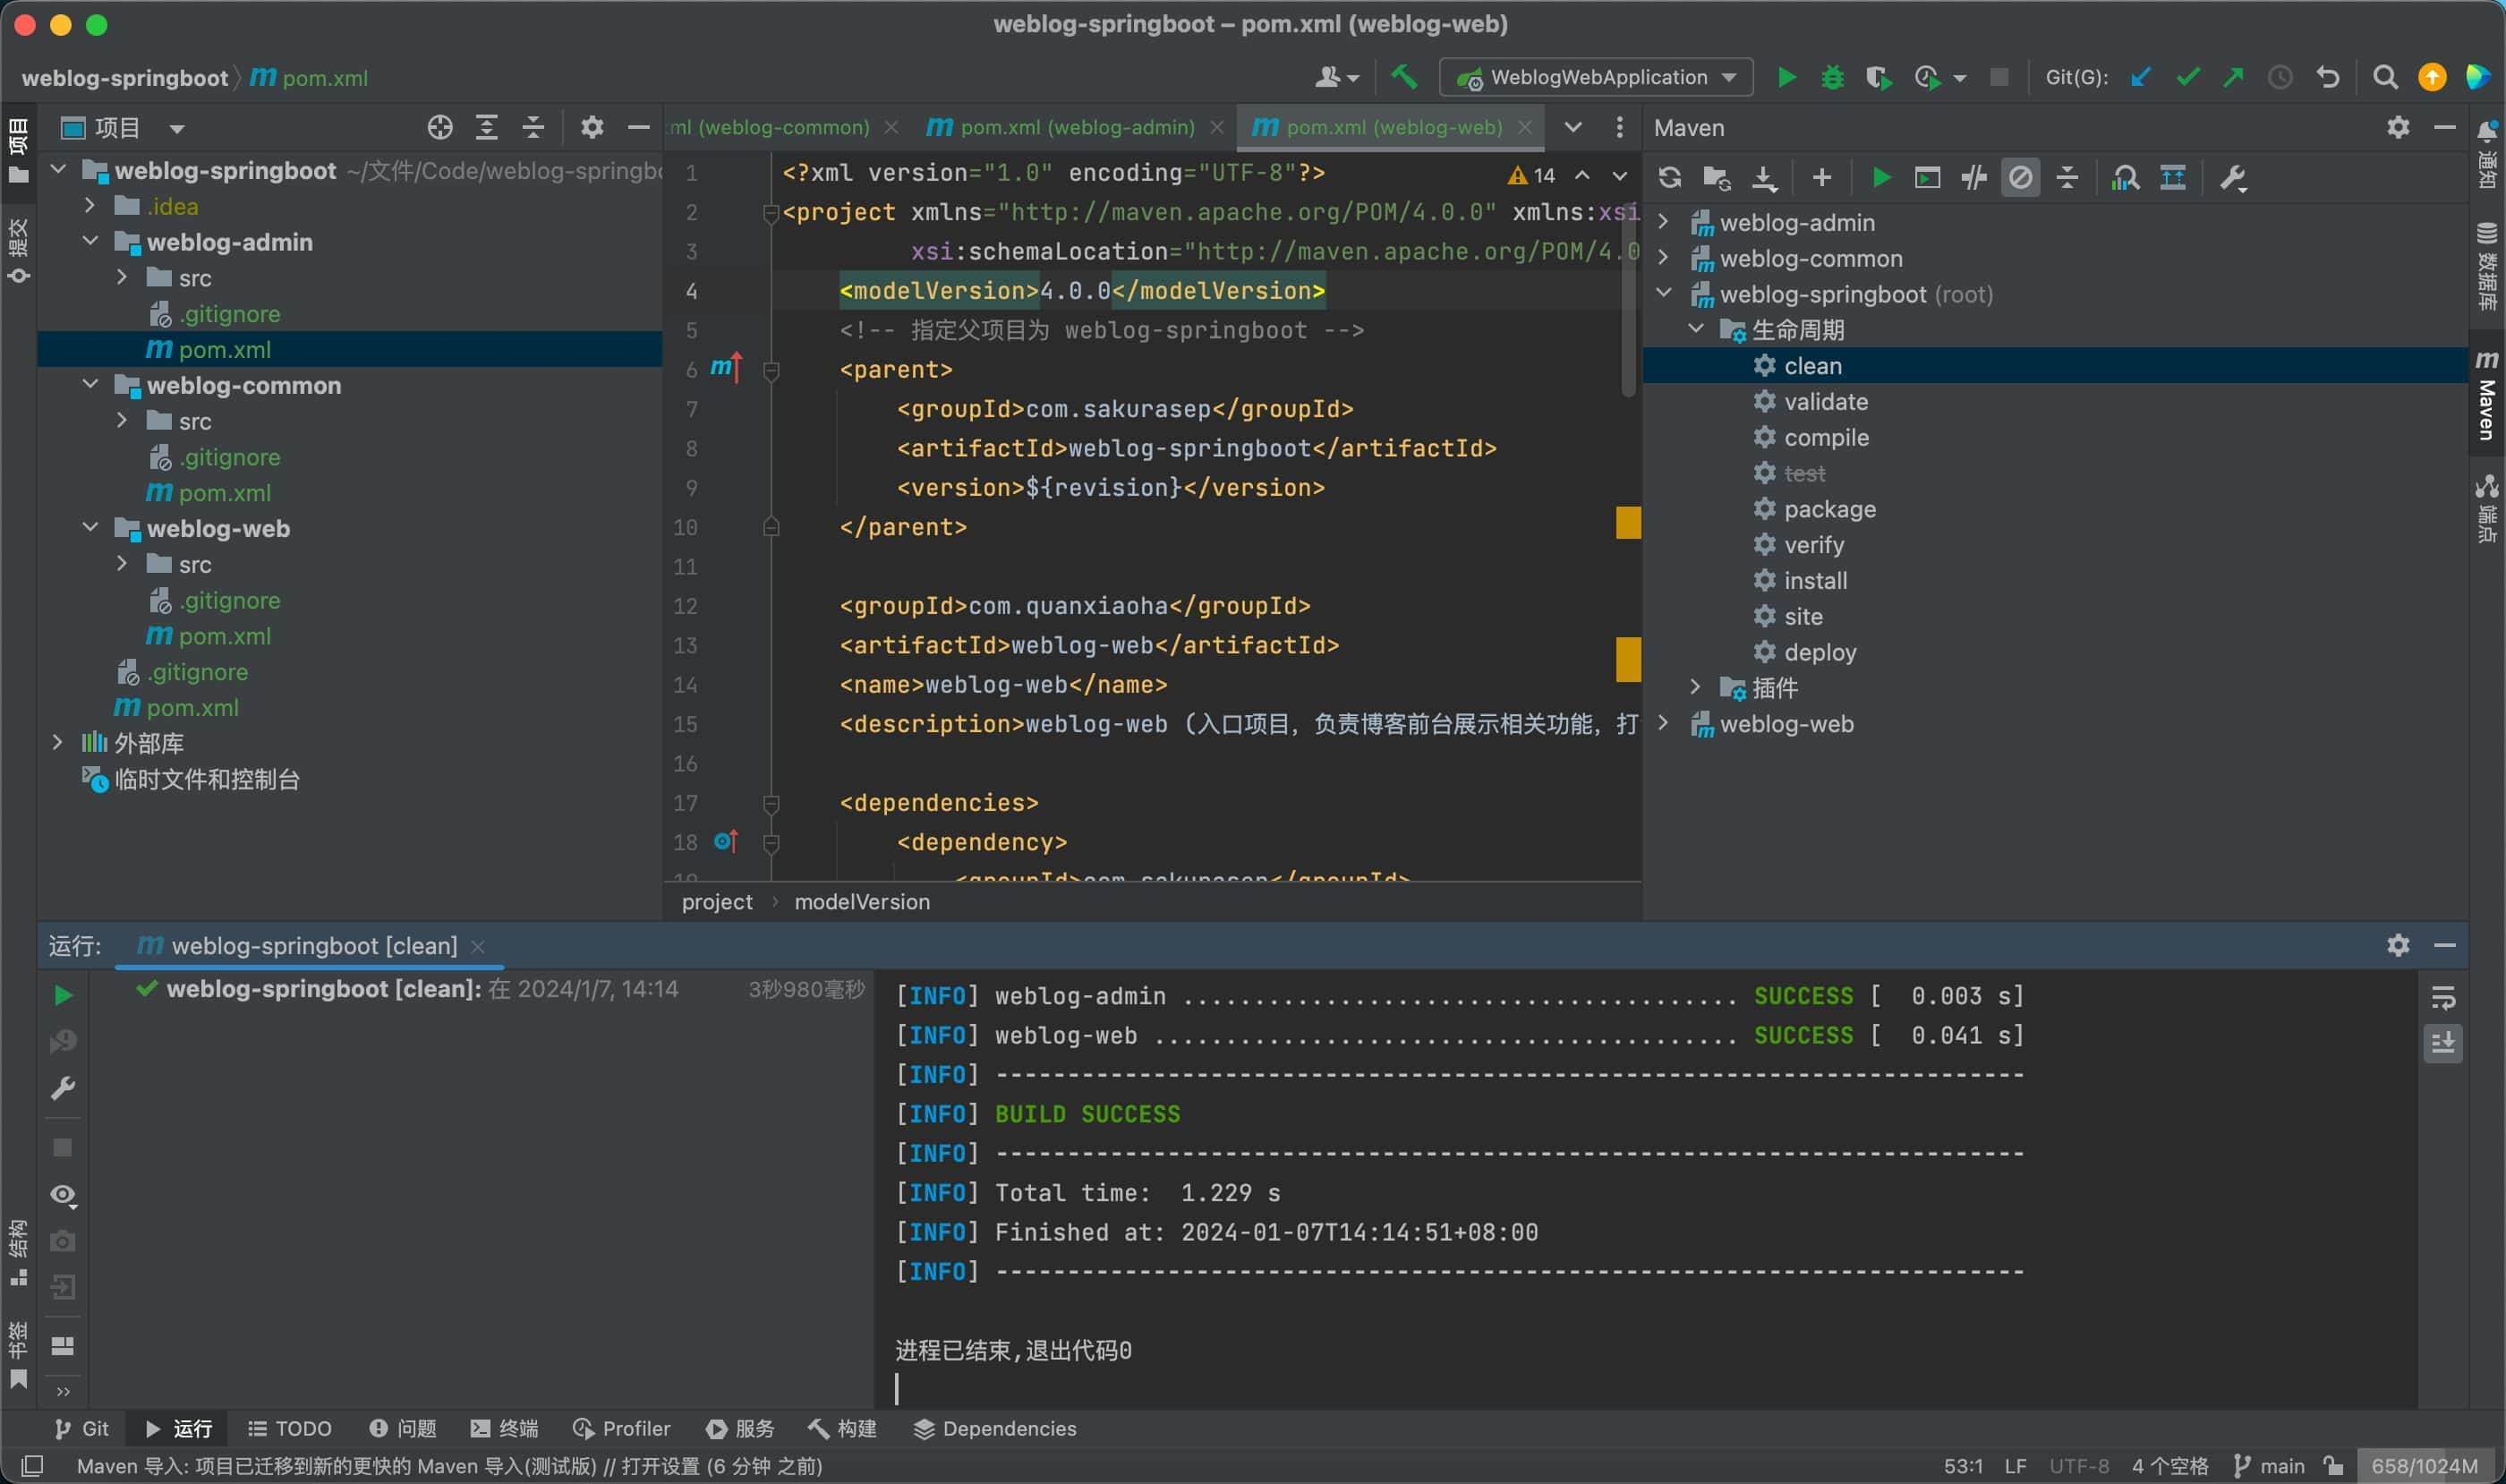 weblog-springboot – pom.xml (weblog-web)
weblog-springboot pom.xml
WeblogWebApplication
Git(G):
项目
ml (weblog-common)
pom.xml (weblog-admin)
pom.xml (weblog-web)
Maven
项目
提交
结构
书签
weblog-springboot ~/文件/Code/weblog-springbo
.idea
weblog-admin
src
.gitignore
pom.xml
weblog-common
src
.gitignore
pom.xml
weblog-web
src
.gitignore
pom.xml
.gitignore
pom.xml
外部库
临时文件和控制台
14
1 <?xml version="1.0" encoding="UTF-8"?>
2 <project xmlns="http://maven.apache.org/POM/4.0.0" xmlns:xsi
3 xsi:schemaLocation="http://maven.apache.org/POM/4.0
4 <modelVersion>4.0.0</modelVersion>
5 <!-- 指定父项目为 weblog-springboot -->
6 <parent>
7 <groupId>com.sakurasep</groupId>
8 <artifactId>weblog-springboot</artifactId>
9 <version>${revision}</version>
10 </parent>
11
12 <groupId>com.quanxiaoha</groupId>
13 <artifactId>weblog-web</artifactId>
14 <name>weblog-web</name>
15 <description>weblog-web (入口项目，负责博客前台展示相关功能，打
16
17 <dependencies>
18 <dependency>
19 <groupId>com.sakurasep</groupId>
project › modelVersion
weblog-admin
weblog-common
weblog-springboot (root)
生命周期
clean
validate
compile
test
package
verify
install
site
deploy
插件
weblog-web
通知
数据库
Maven
端点
运行: weblog-springboot [clean]
weblog-springboot [clean]: 在 2024/1/7, 14:14 3秒980毫秒
[INFO] weblog-admin ....................................... SUCCESS [  0.003 s]
[INFO] weblog-web ......................................... SUCCESS [  0.041 s]
[INFO] ------------------------------------------------------------------------
[INFO] BUILD SUCCESS
[INFO] ------------------------------------------------------------------------
[INFO] Total time:  1.229 s
[INFO] Finished at: 2024-01-07T14:14:51+08:00
[INFO] ------------------------------------------------------------------------
进程已结束,退出代码0
Git 运行 TODO 问题 终端 Profiler 服务 构建 Dependencies
Maven 导入: 项目已迁移到新的更快的 Maven 导入(测试版) // 打开设置 (6 分钟 之前)
53:1 LF UTF-8 4 个空格 main 658/1024M